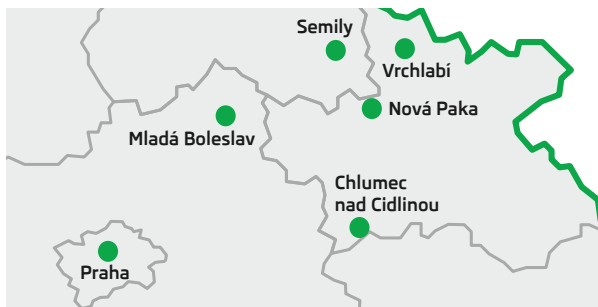 Semily
Vrchlabí
Nová Paka
Mladá Boleslav
Chlumec
nad Cidlinou
Praha